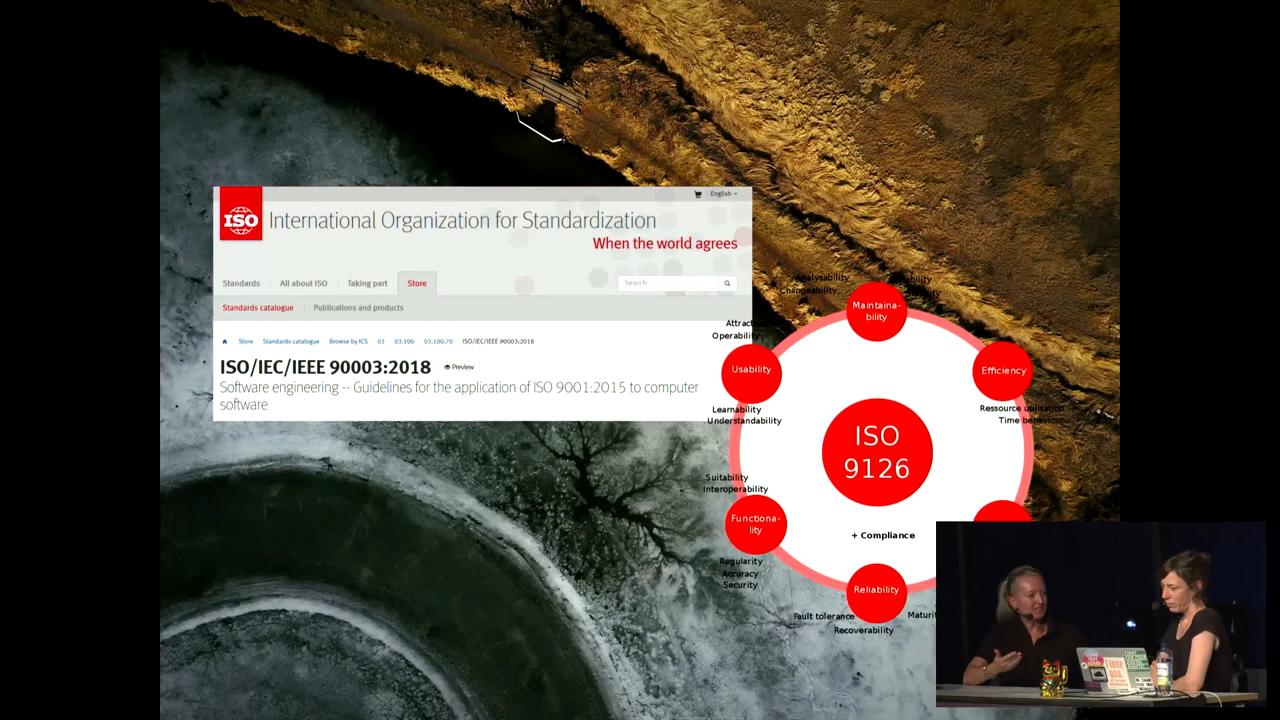 English
ISO
International Organization for Standardization
When the world agrees
Standards
All about ISO
Taking part
Store
Search
Standards catalogue
Publications and products
Store
Standards catalogue
Browse by ICS
03
03.100
03.100.70
ISO/IEC/IEEE 90003:2018
ISO/IEC/IEEE 90003:2018
Preview
Software engineering -- Guidelines for the application of ISO 9001:2015 to computer
software
Analysability
Changeability
Maintaina-
bility
Operability
Usability
Learnability
Understandability
Efficiency
Ressource utilisation
Time behaviour
ISO
9126
Suitability
Interoperability
Functiona-
lity
Regularity
Accuracy
Security
+ Compliance
Reliability
Fault tolerance
Recoverability